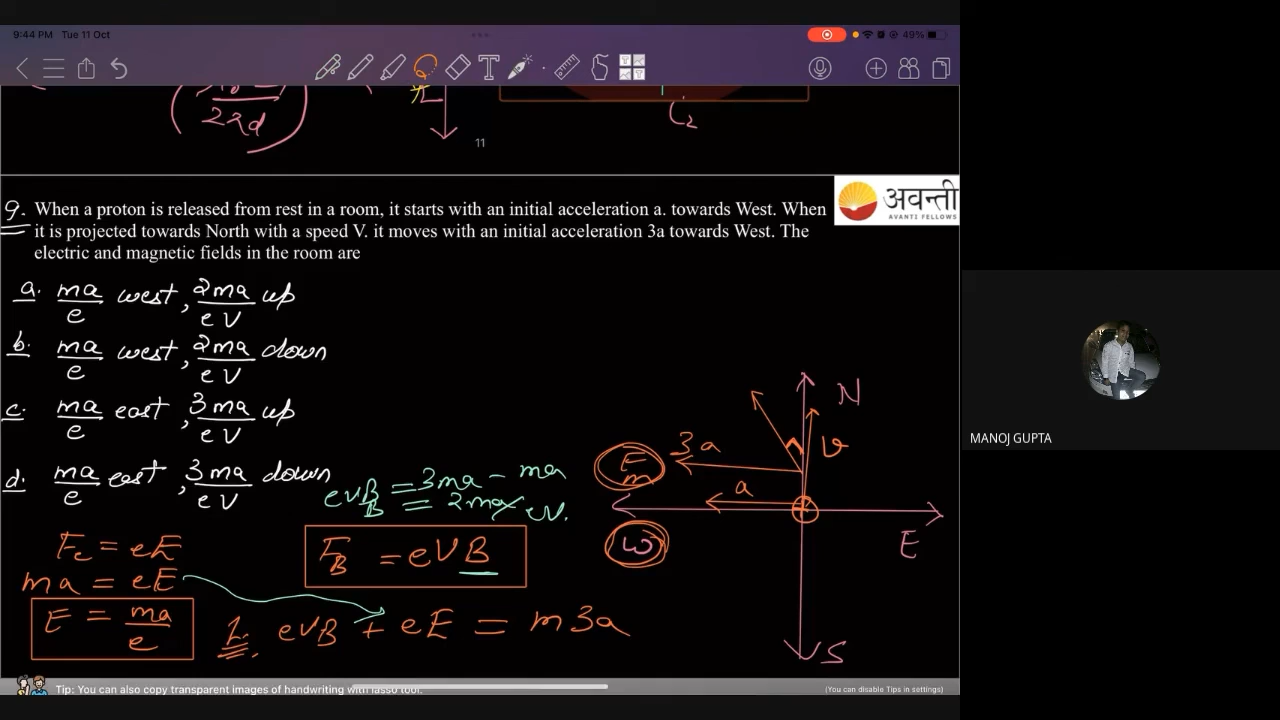 9:44 PM Tue 11 Oct
49%
22d
11
L2
9. When a proton is released from rest in a room, it starts with an initial acceleration a. towards West. When
it is projected towards North with a speed V. it moves with an initial acceleration 3a towards West. The
electric and magnetic fields in the room are
अवन्ती
AVANTI FELLOWS
a. ma/e west, 2ma/eV up
b. ma/e west, 2ma/eV down
c. ma/e east, 3ma/eV up
d. ma/e east, 3ma/eV down
evB = 3ma - ma
B = 2ma/ev.
Fe = eE
ma = eE
E = ma/e
FB = eVB
1. evB + eE = m3a
N
v
3a
Fm
a
W
E
S
MANOJ GUPTA
Tip: You can also copy transparent images of handwriting with lasso tool.
(You can disable Tips in settings)